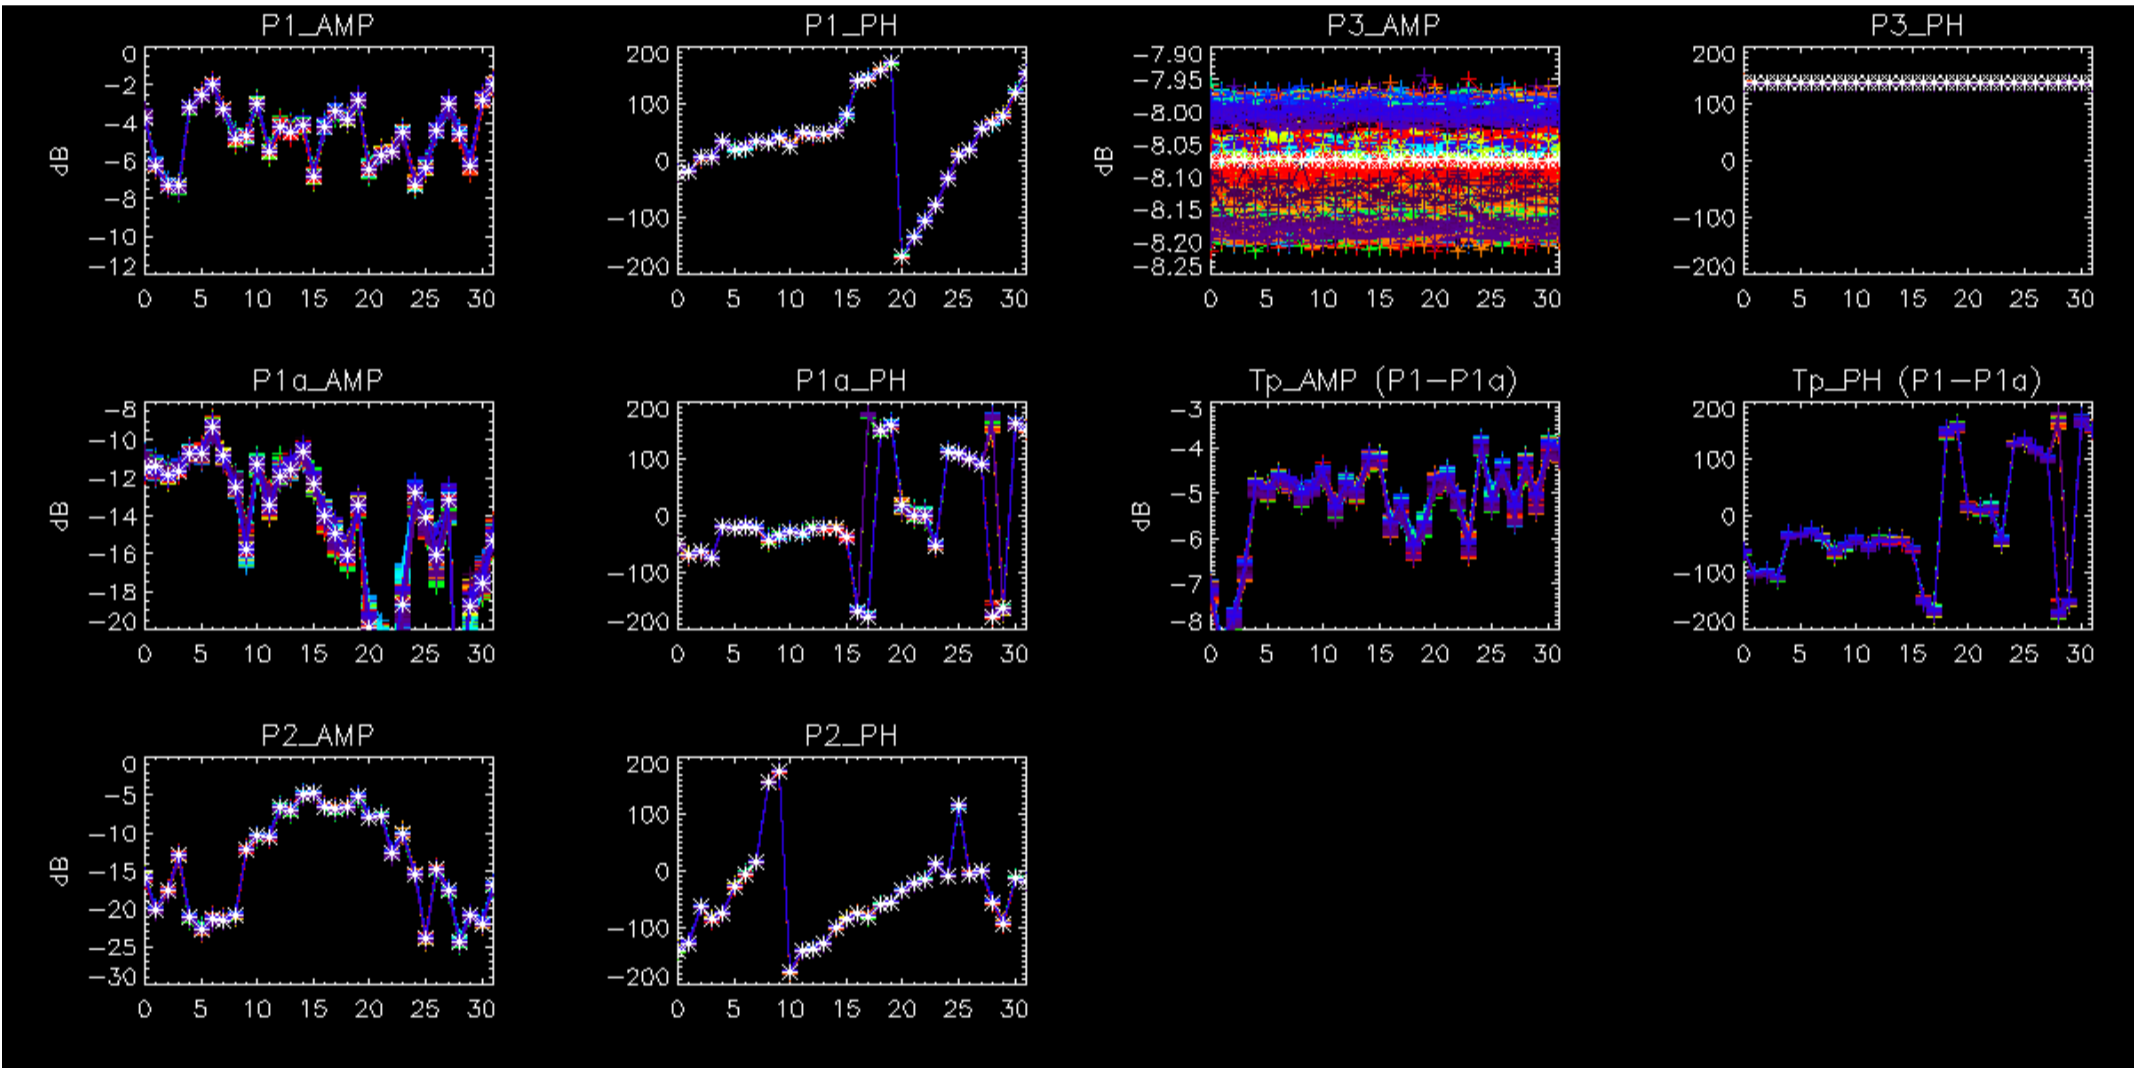 P1_AMP
0
-2
-4
-6
-8
-10
-12
dB
0 5 10 15 20 25 30
P1_PH
200
100
0
-100
-200
0 5 10 15 20 25 30
P3_AMP
-7.90
-7.95
-8.00
-8.05
-8.10
-8.15
-8.20
-8.25
dB
0 5 10 15 20 25 30
P3_PH
200
100
0
-100
-200
0 5 10 15 20 25 30
P1a_AMP
-8
-10
-12
-14
-16
-18
-20
dB
0 5 10 15 20 25 30
P1a_PH
200
100
0
-100
-200
0 5 10 15 20 25 30
Tp_AMP (P1-P1a)
-3
-4
-5
-6
-7
-8
dB
0 5 10 15 20 25 30
Tp_PH (P1-P1a)
200
100
0
-100
-200
0 5 10 15 20 25 30
P2_AMP
0
-5
-10
-15
-20
-25
-30
dB
0 5 10 15 20 25 30
P2_PH
200
100
0
-100
-200
0 5 10 15 20 25 30